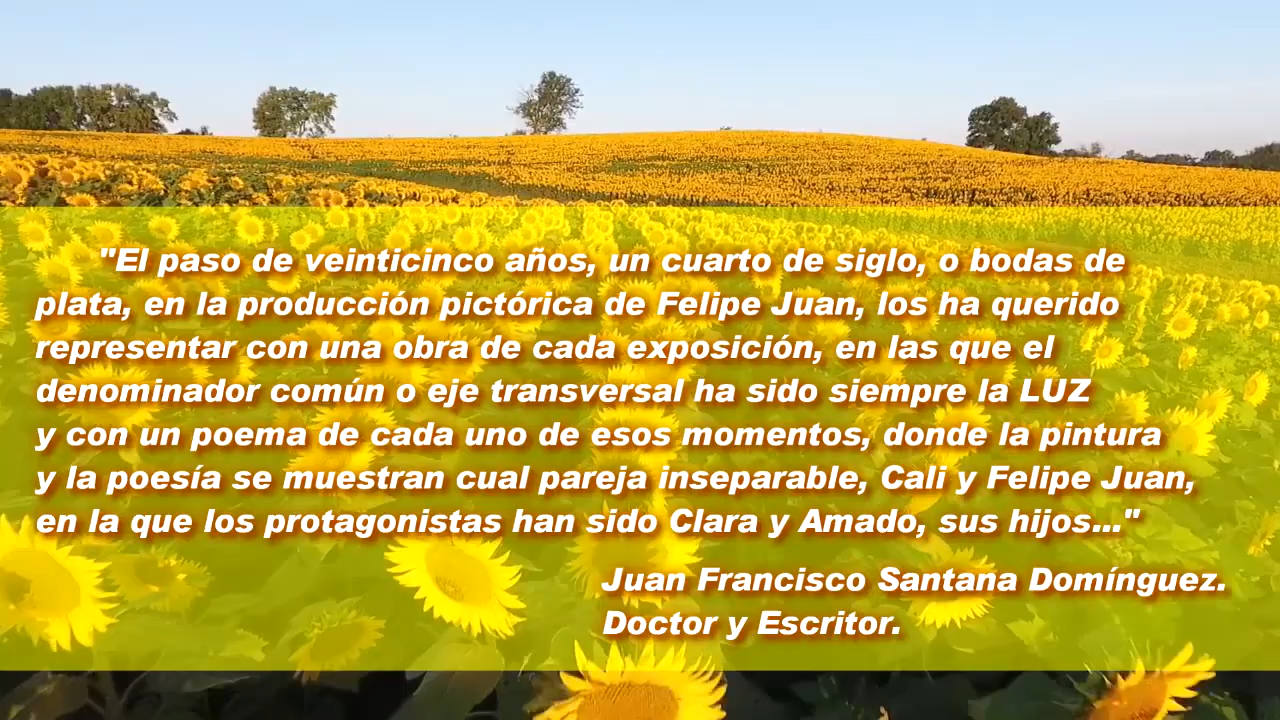 "El paso de veinticinco años, un cuarto de siglo, o bodas de
plata, en la producción pictórica de Felipe Juan, los ha querido
representar con una obra de cada exposición, en las que el
denominador común o eje transversal ha sido siempre la LUZ
y con un poema de cada uno de esos momentos, donde la pintura
y la poesía se muestran cual pareja inseparable, Cali y Felipe Juan,
en la que los protagonistas han sido Clara y Amado, sus hijos..."
Juan Francisco Santana Domínguez.
Doctor y Escritor.